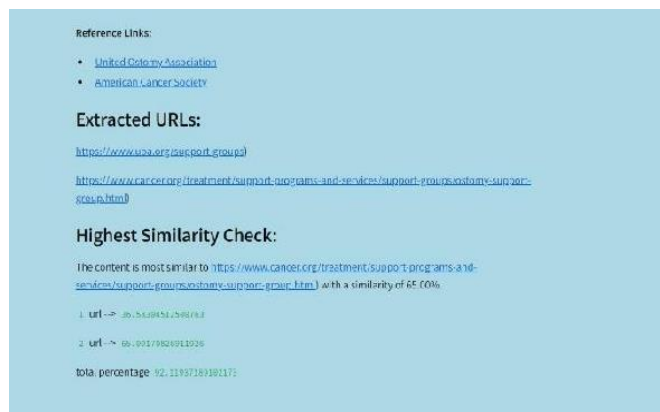 Reference Links:
United Ostomy Association
American Cancer Society
Extracted URLs:
https://www.uoa.org/support-groups)
https://www.cancer.org/treatment/support-programs-and-services/support-groups/ostomy-support-
group.html)
Highest Similarity Check:
The content is most similar to https://www.cancer.org/treatment/support-programs-and-
services/support-groups/ostomy-support-group.html) with a similarity of 65.00%.
1 url-->
2 url-->
total percentage